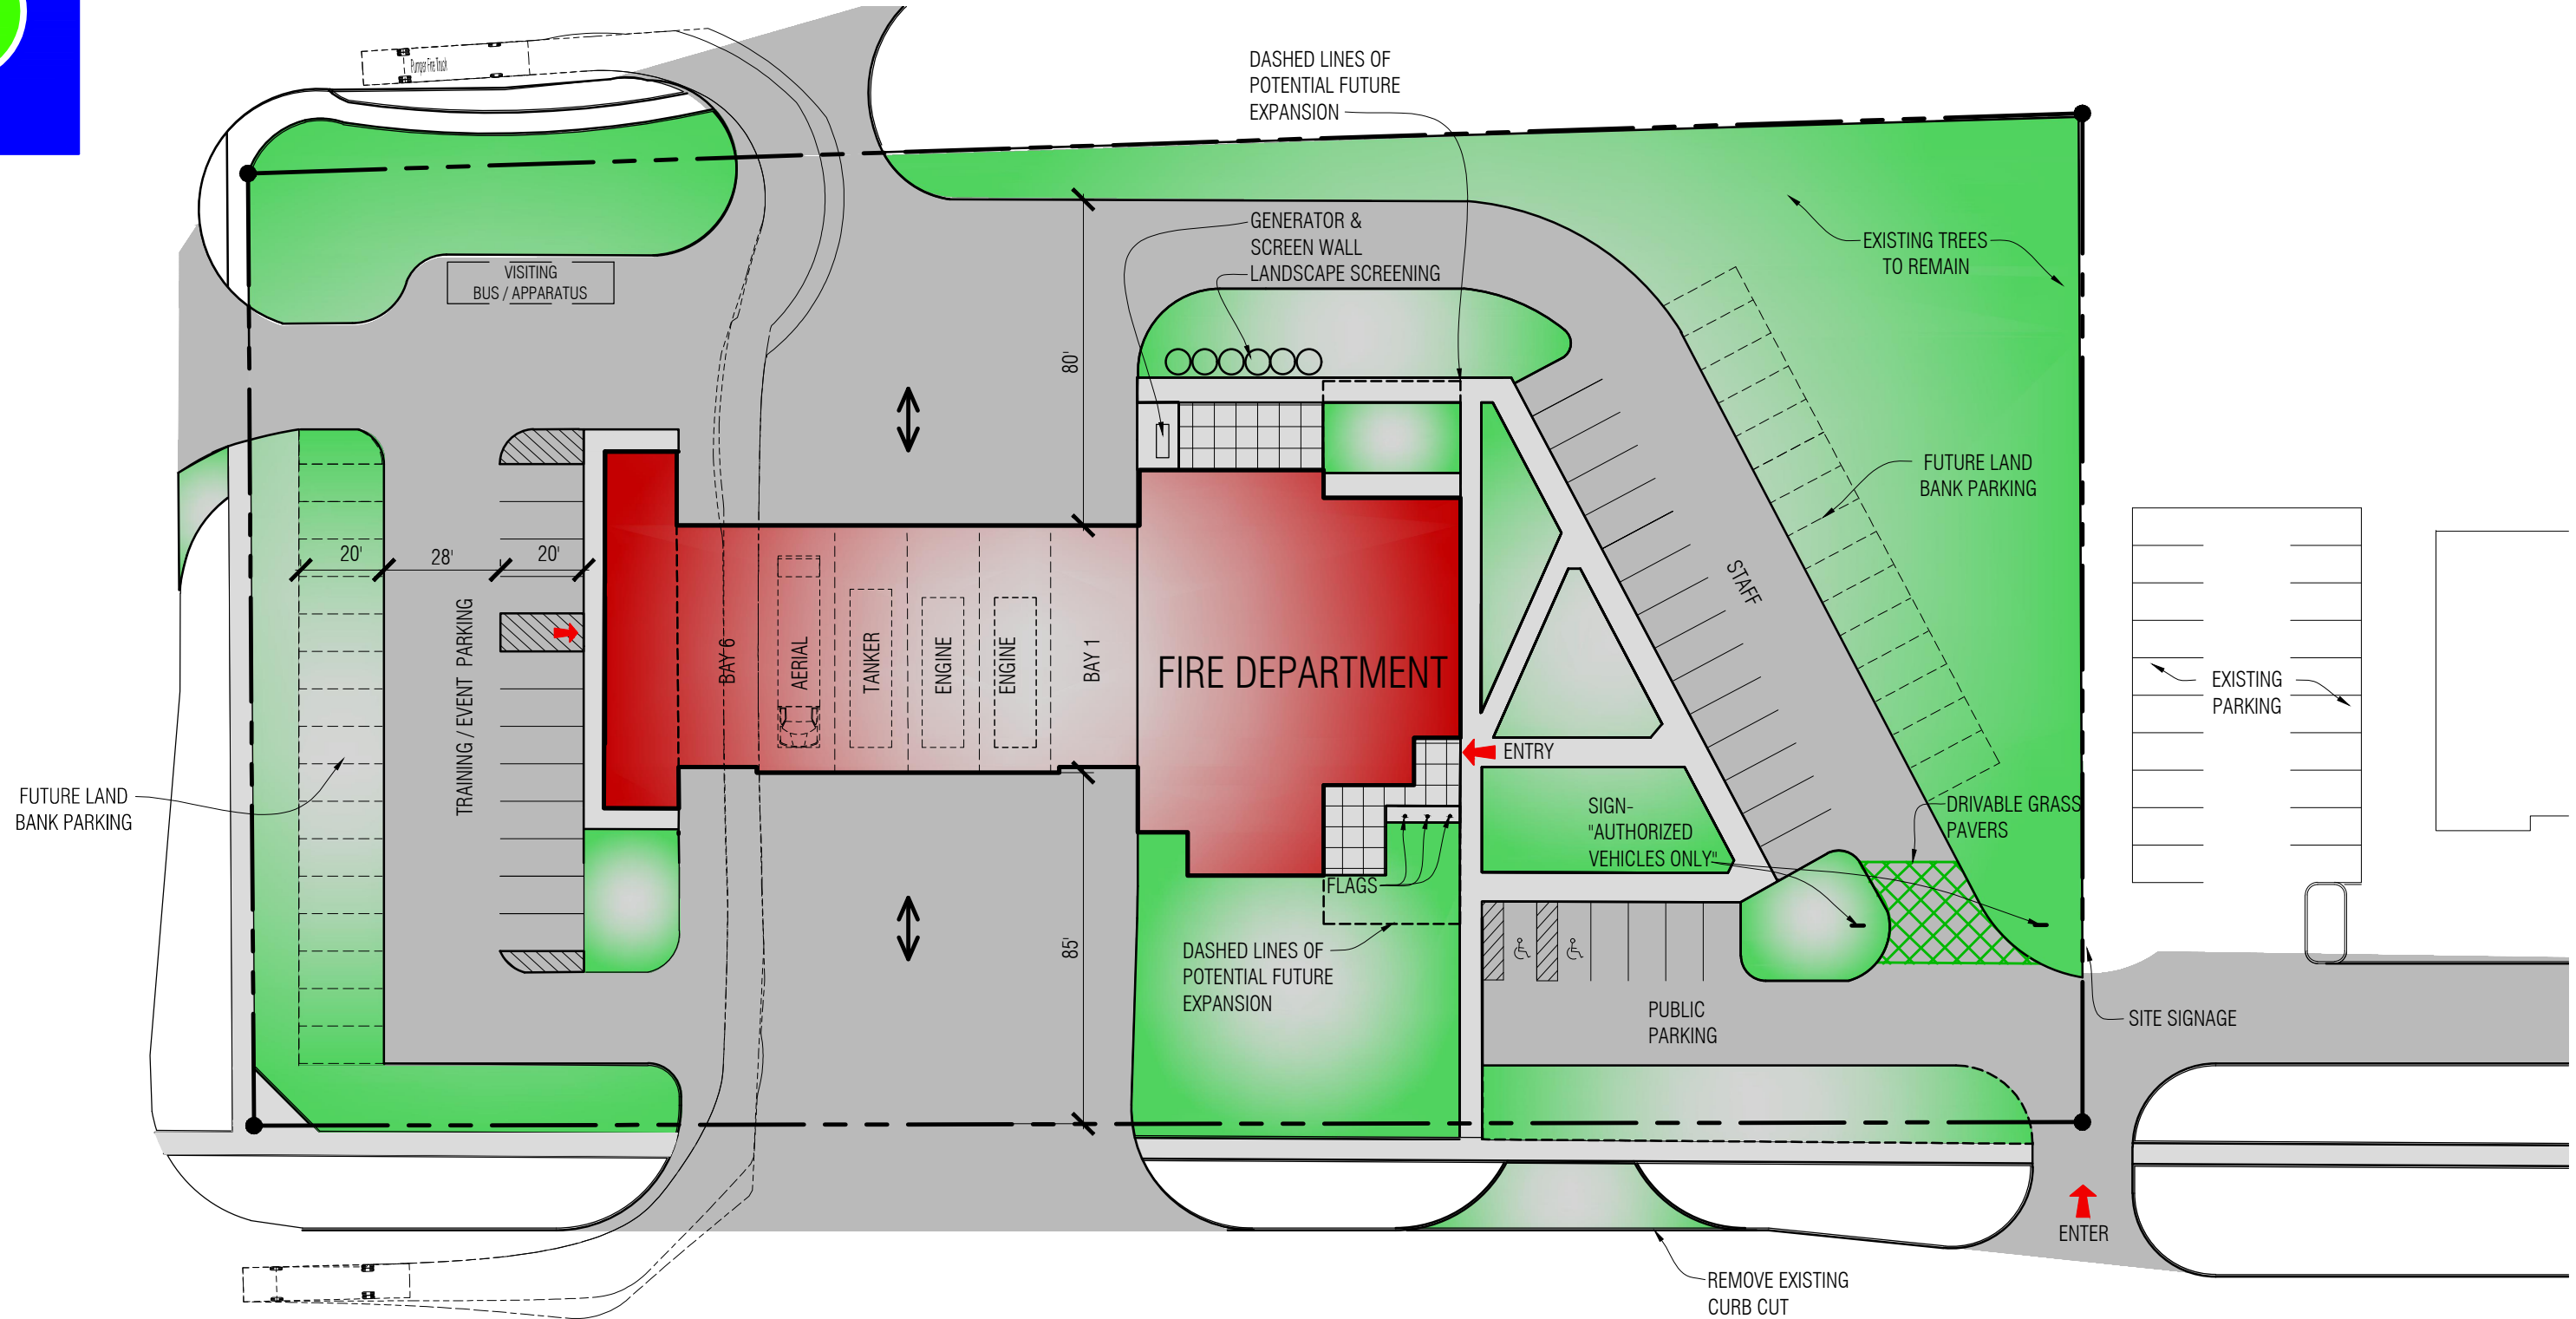 Pumper Fire Truck
DASHED LINES OF
POTENTIAL FUTURE
EXPANSION
GENERATOR &
SCREEN WALL
LANDSCAPE SCREENING
EXISTING TREES
TO REMAIN
VISITING
BUS / APPARATUS
80'
FUTURE LAND
BANK PARKING
20'
28'
20'
STAFF
TRAINING / EVENT PARKING
BAY 6
AERIAL
TANKER
ENGINE
ENGINE
BAY 1
FIRE DEPARTMENT
EXISTING
PARKING
ENTRY
FUTURE LAND
BANK PARKING
SIGN-
"AUTHORIZED
VEHICLES ONLY"
DRIVABLE GRASS
PAVERS
FLAGS
85'
DASHED LINES OF
POTENTIAL FUTURE
EXPANSION
PUBLIC
PARKING
SITE SIGNAGE
ENTER
REMOVE EXISTING
CURB CUT